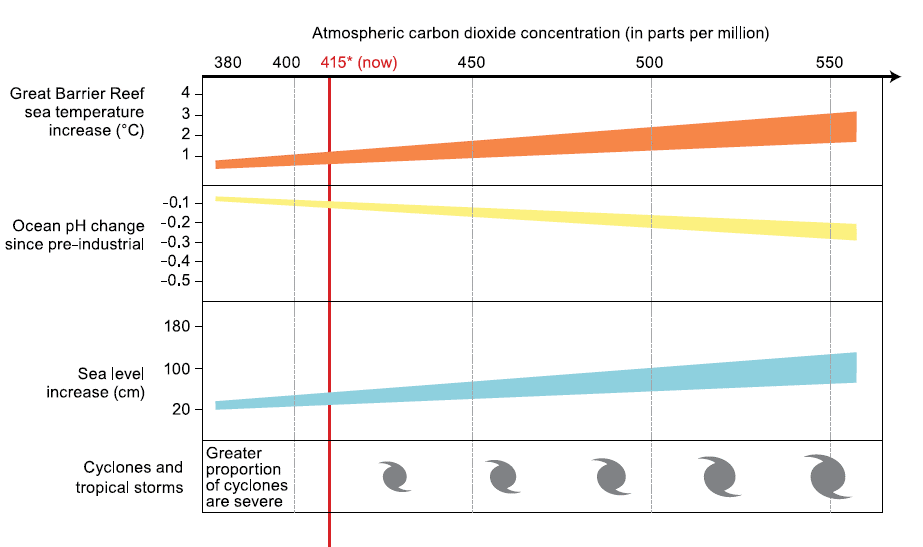 Atmospheric carbon dioxide concentration (in parts per million)
380 400 415* (now) 450 500 550
Great Barrier Reef
sea temperature
increase (°C)
4
3
2
1
Ocean pH change
since pre-industrial
-0.1
-0.2
-0.3
-0.4
-0.5
Sea level
increase (cm)
180
100
20
Cyclones and
tropical storms
Greater
proportion
of cyclones
are severe